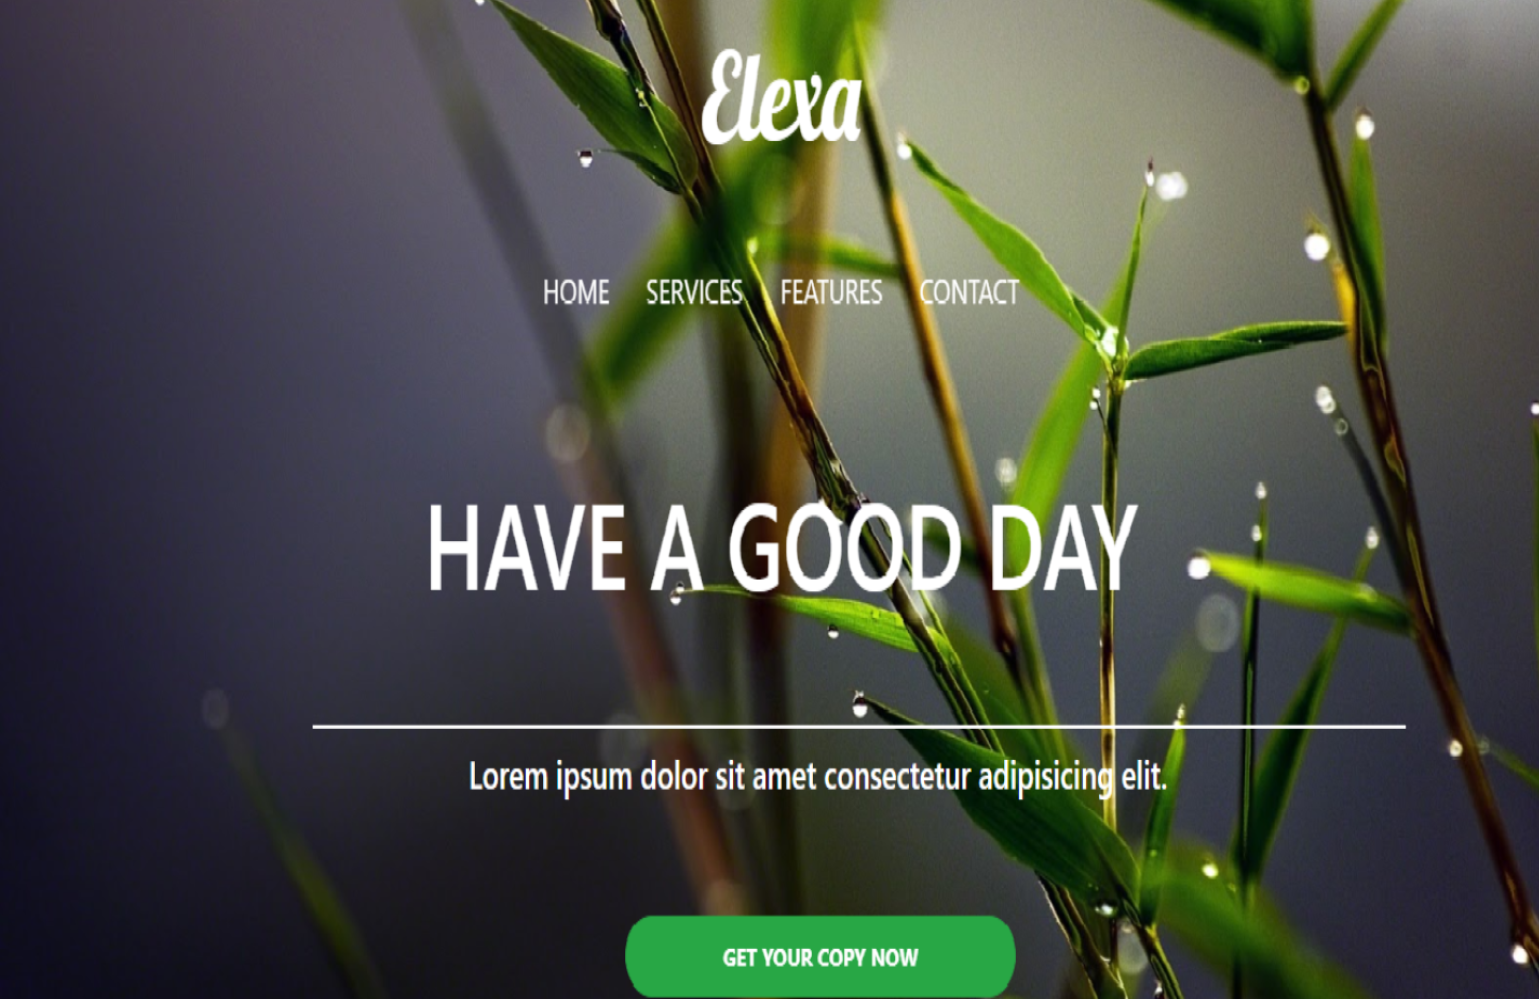 Elexa
HOME SERVICES FEATURES CONTACT
HAVE A GOOD DAY
Lorem ipsum dolor sit amet consectetur adipisicing elit.
GET YOUR COPY NOW